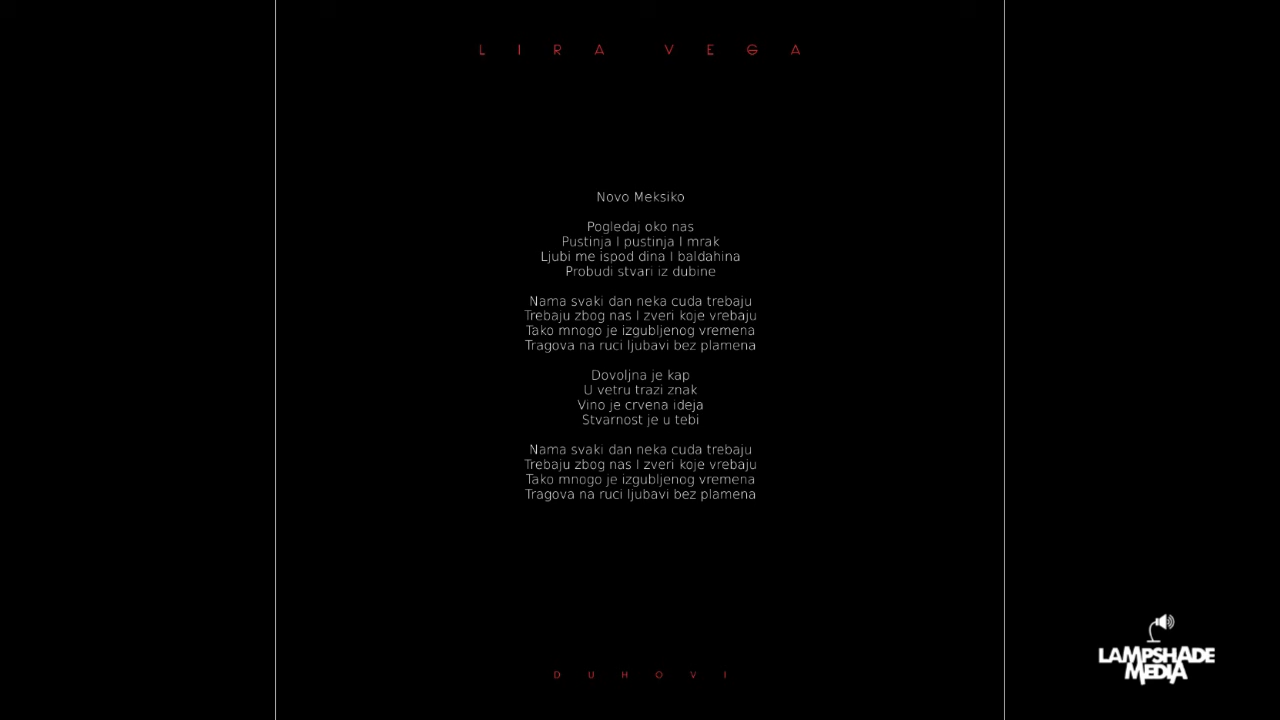 LIRA VEGA
Novo Meksiko
Pogledaj oko nas
Pustinja I pustinja I mrak
Ljubi me ispod dina I baldahina
Probudi stvari iz dubine
Nama svaki dan neka cuda trebaju
Trebaju zbog nas I zveri koje vrebaju
Tako mnogo je izgubljenog vremena
Tragova na ruci ljubavi bez plamena
Dovoljna je kap
U vetru trazi znak
Vino je crvena ideja
Stvarnost je u tebi
Nama svaki dan neka cuda trebaju
Trebaju zbog nas I zveri koje vrebaju
Tako mnogo je izgubljenog vremena
Tragova na ruci ljubavi bez plamena
DUHOVI
LAMPSHADE
MEDIA